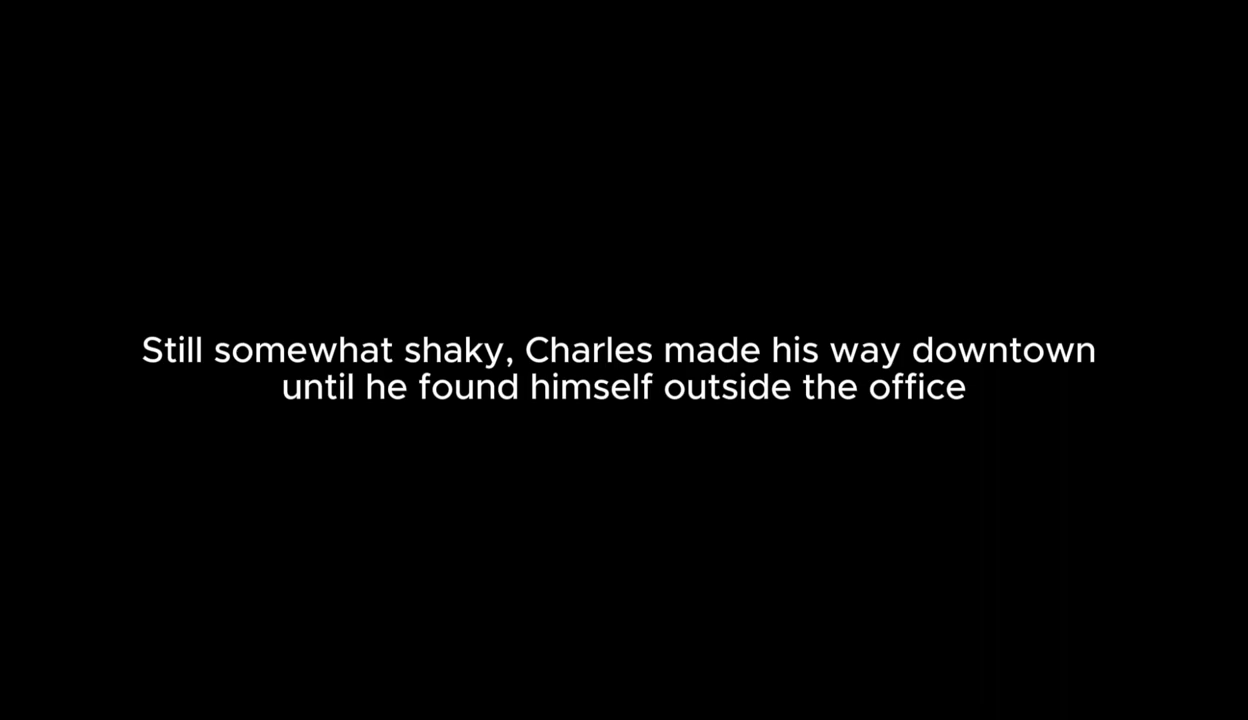 Still somewhat shaky, Charles made his way downtown
until he found himself outside the office